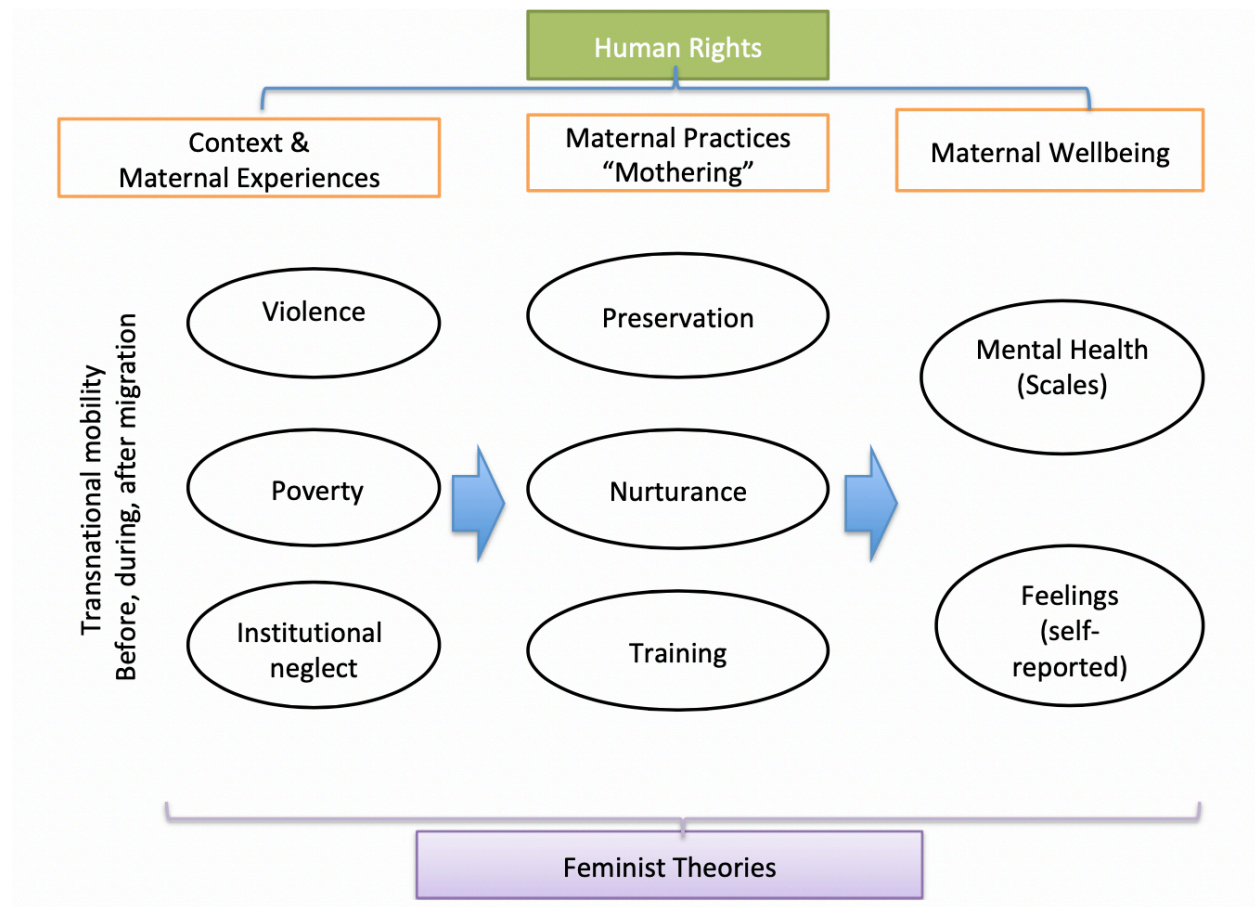 Human Rights
Context &
Maternal Experiences
Maternal Practices
“Mothering”
Maternal Wellbeing
Transnational mobility
Before, during, after migration
Violence
Poverty
Institutional
neglect
Preservation
Nurturance
Training
Mental Health
(Scales)
Feelings
(self-
reported)
Feminist Theories